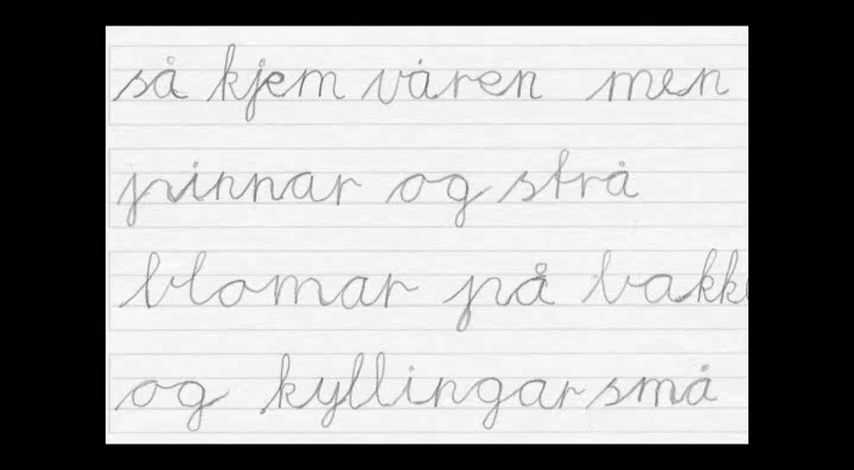 så kjem våren men
pinnar og strå
blomar på bakk
og kyllingar små